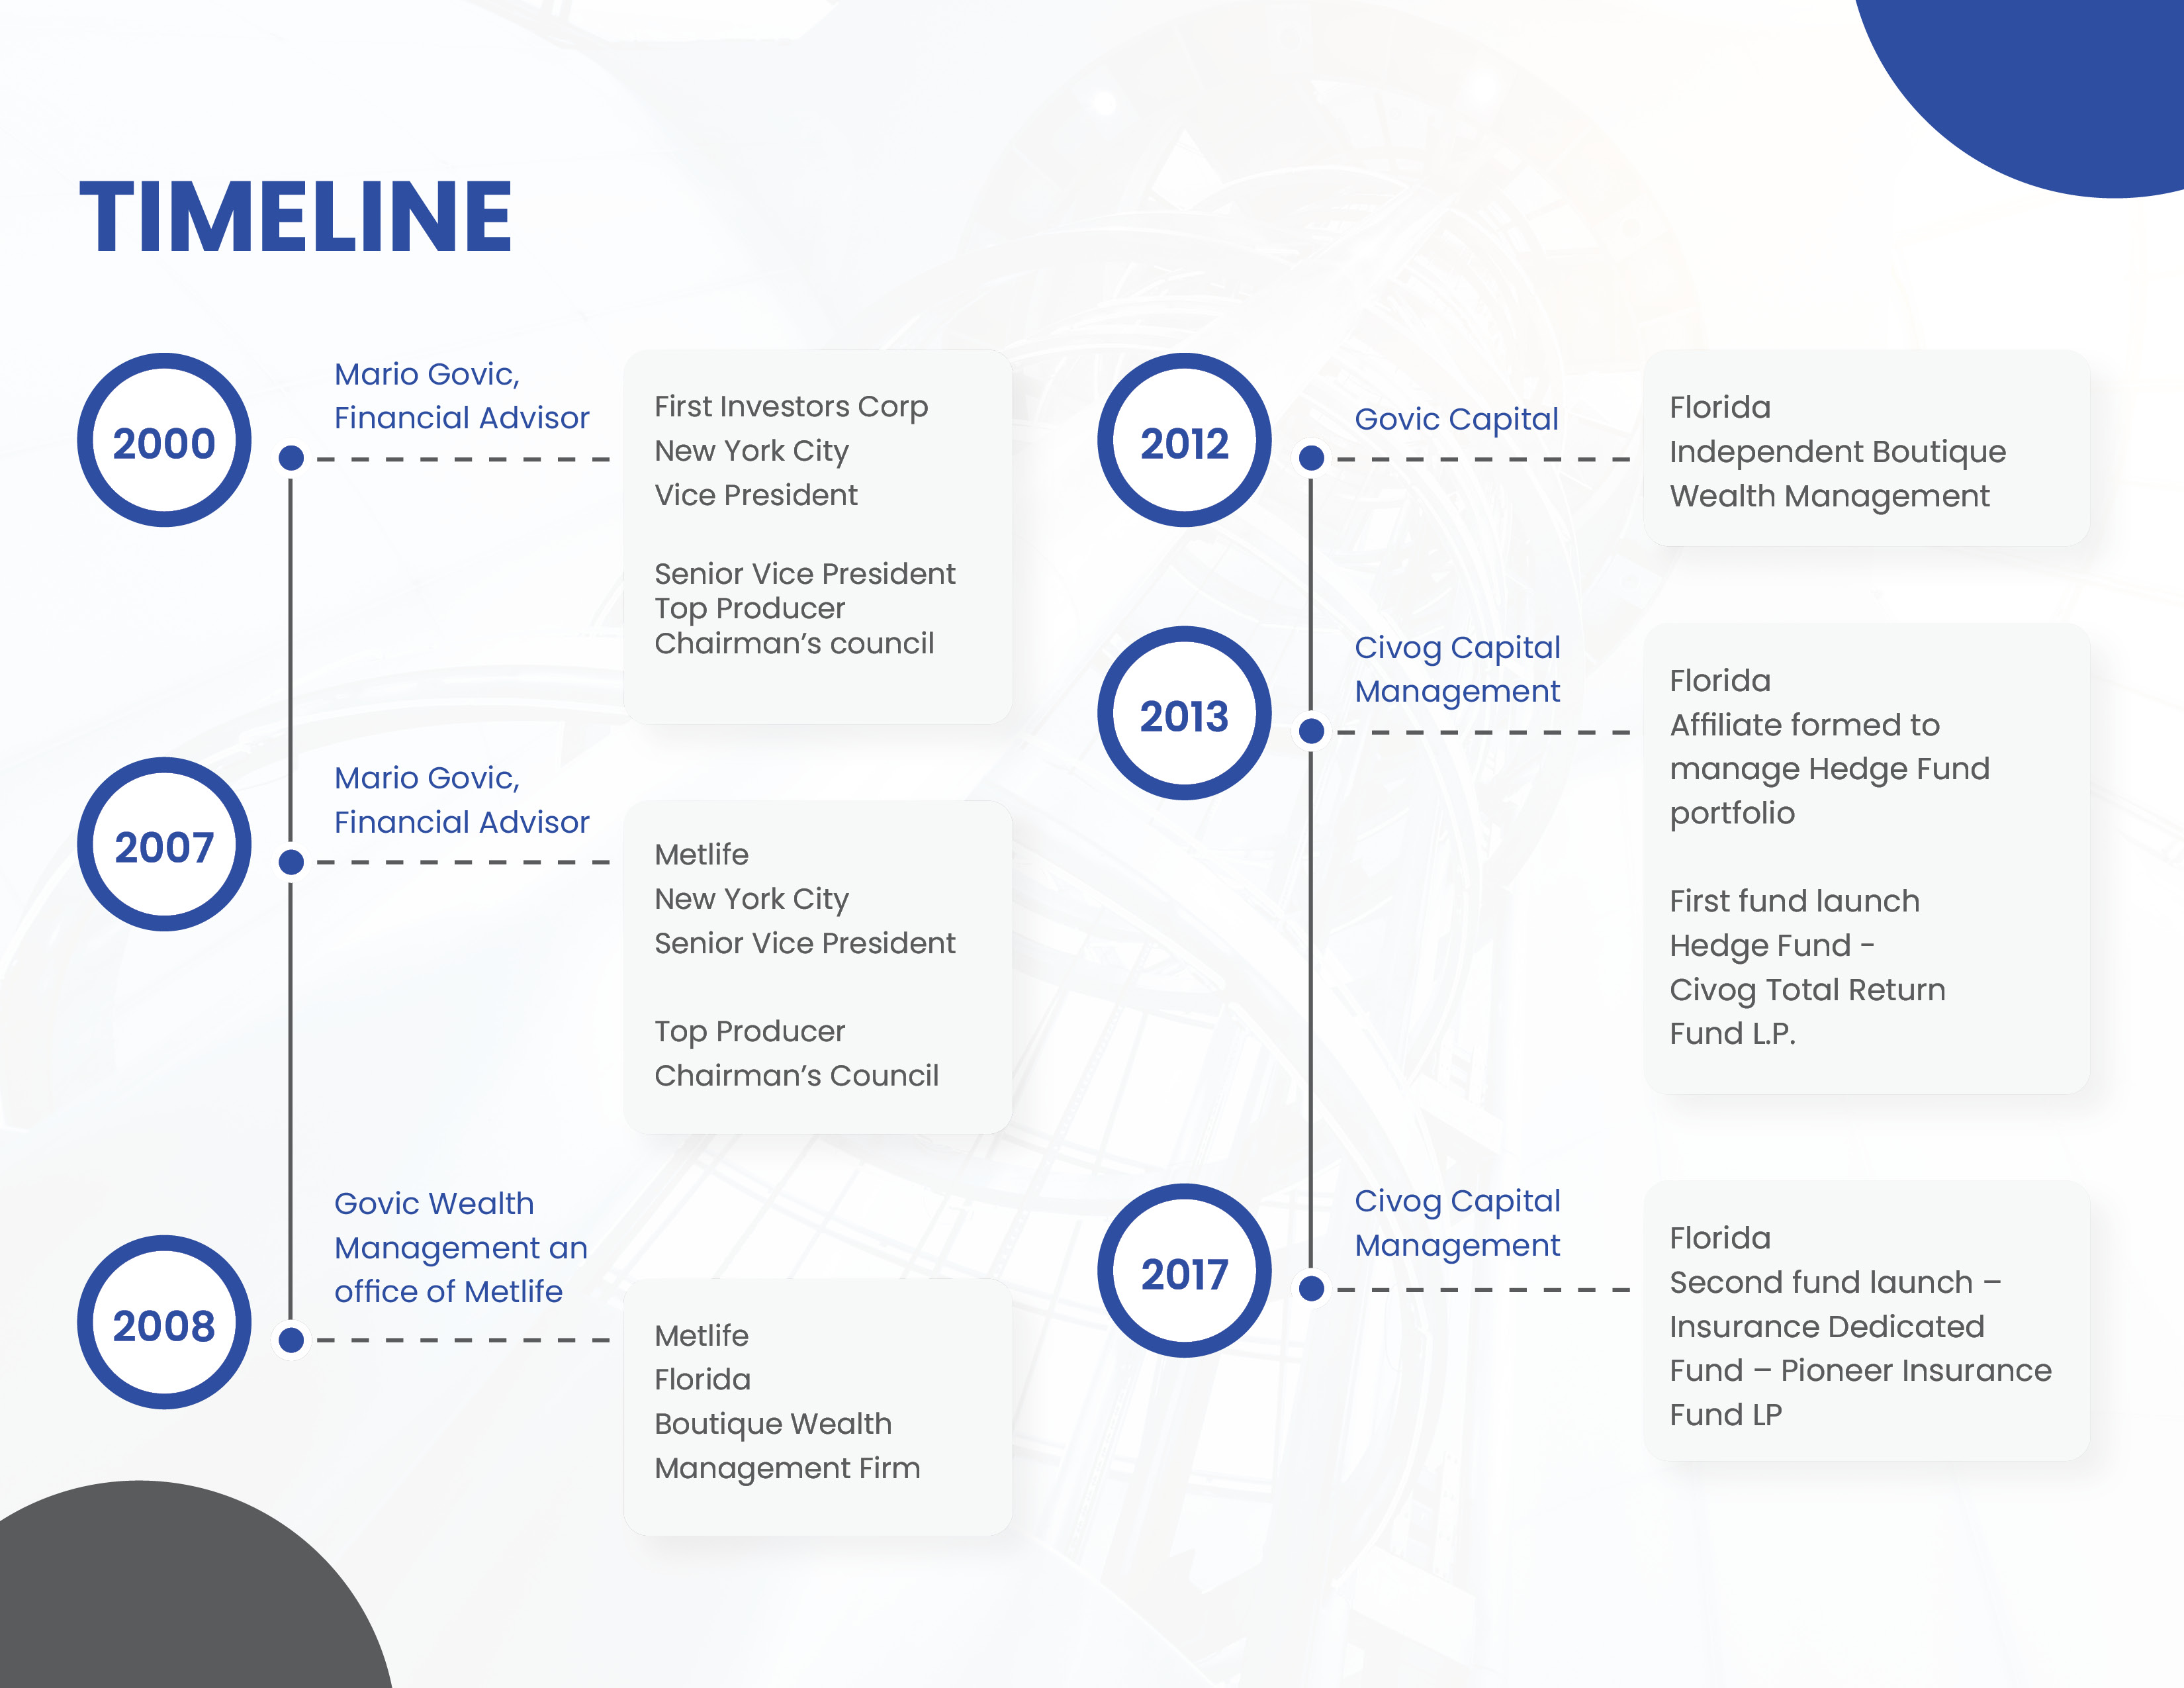 TIMELINE
2000
Mario Govic,
Financial Advisor
First Investors Corp
New York City
Vice President
Senior Vice President
Top Producer
Chairman’s council
2007
Mario Govic,
Financial Advisor
Metlife
New York City
Senior Vice President
Top Producer
Chairman’s Council
2008
Govic Wealth
Management an
office of Metlife
Metlife
Florida
Boutique Wealth
Management Firm
2012
Govic Capital
Florida
Independent Boutique
Wealth Management
2013
Civog Capital
Management
Florida
Affiliate formed to
manage Hedge Fund
portfolio
First fund launch
Hedge Fund -
Civog Total Return
Fund L.P.
2017
Civog Capital
Management
Florida
Second fund launch –
Insurance Dedicated
Fund – Pioneer Insurance
Fund LP